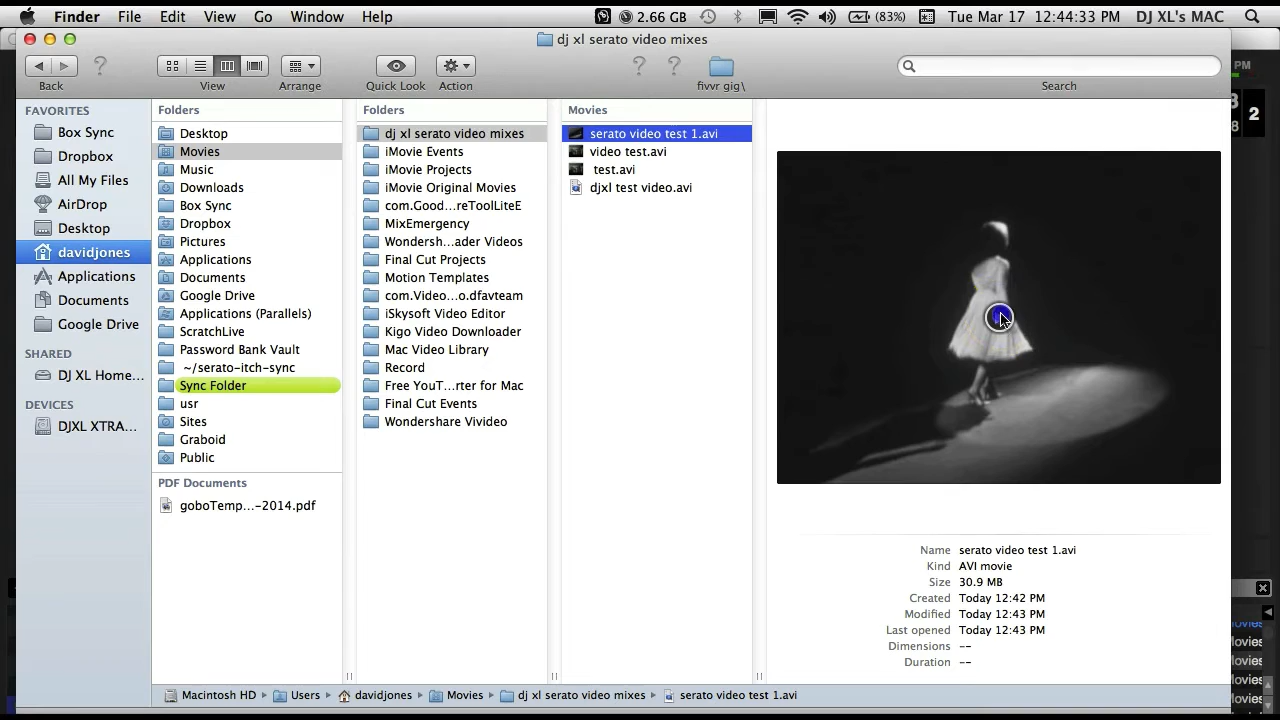 Finder File Edit View Go Window Help 2.66 GB (83%) Tue Mar 17 12:44:33 PM DJ XL's MAC
dj xl serato video mixes
PM
Back View Arrange Quick Look Action fivvr gig\ Search
2
FAVORITES
Box Sync
Dropbox
All My Files
AirDrop
Desktop
davidjones
Applications
Documents
Google Drive
SHARED
DJ XL Home...
DEVICES
DJXL XTRA...
Folders
Desktop
Movies
Music
Downloads
Box Sync
Dropbox
Pictures
Applications
Documents
Google Drive
Applications (Parallels)
ScratchLive
Password Bank Vault
~/serato-itch-sync
Sync Folder
usr
Sites
Graboid
Public
PDF Documents
goboTemp...-2014.pdf
Folders
dj xl serato video mixes
iMovie Events
iMovie Projects
iMovie Original Movies
com.Good...reToolLiteE
MixEmergency
Wondersh...ader Videos
Final Cut Projects
Motion Templates
com.Video...o.dfavteam
iSkysoft Video Editor
Kigo Video Downloader
Mac Video Library
Record
Free YouT...rter for Mac
Final Cut Events
Wondershare Vivideo
Movies
serato video test 1.avi
video test.avi
test.avi
djxl test video.avi
Name serato video test 1.avi
Kind AVI movie
Size 30.9 MB
Created Today 12:42 PM
Modified Today 12:43 PM
Last opened Today 12:43 PM
Dimensions --
Duration --
Macintosh HD Users davidjones Movies dj xl serato video mixes serato video test 1.avi